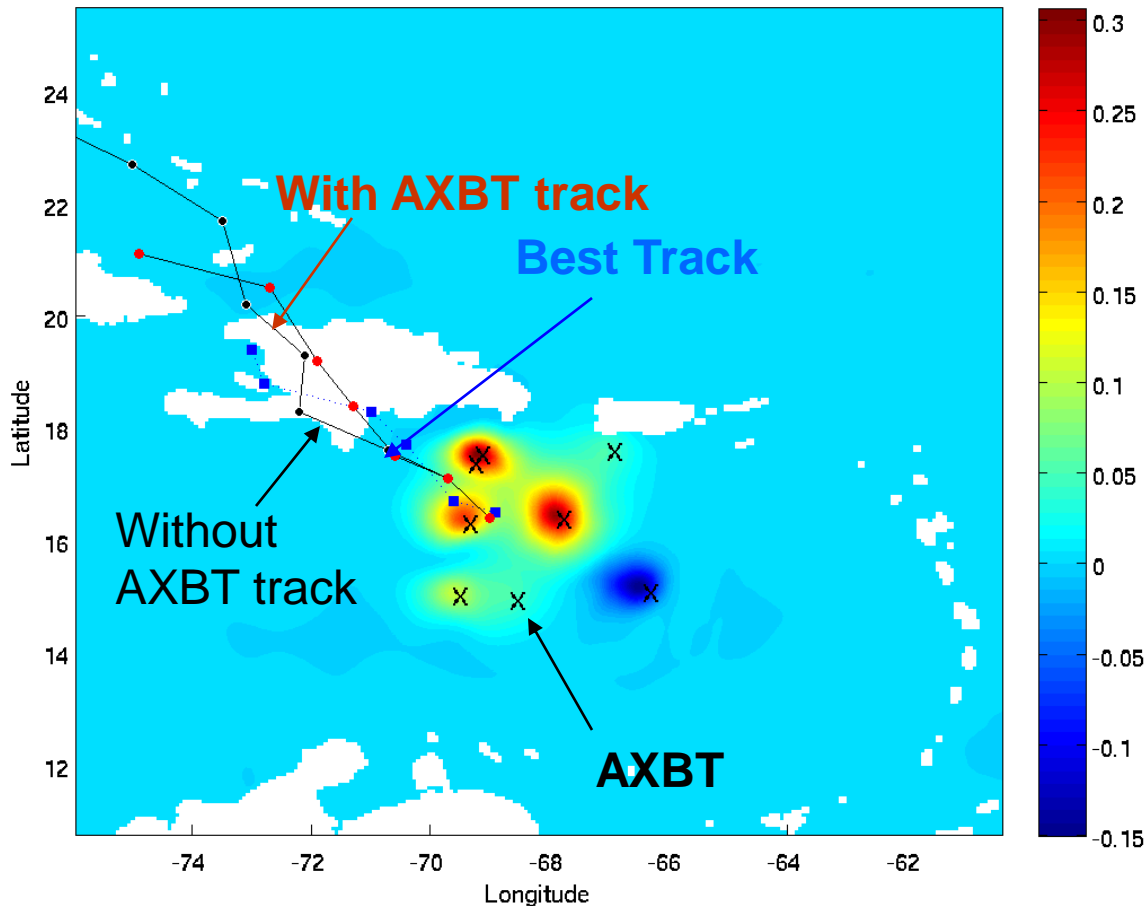 With AXBT track
Best Track
Without
AXBT track
AXBT
X
X
X
X
X
X
X
X
Latitude
24
22
20
18
16
14
12
-74
-72
-70
-68
-66
-64
-62
Longitude
0.3
0.25
0.2
0.15
0.1
0.05
0
-0.05
-0.1
-0.15